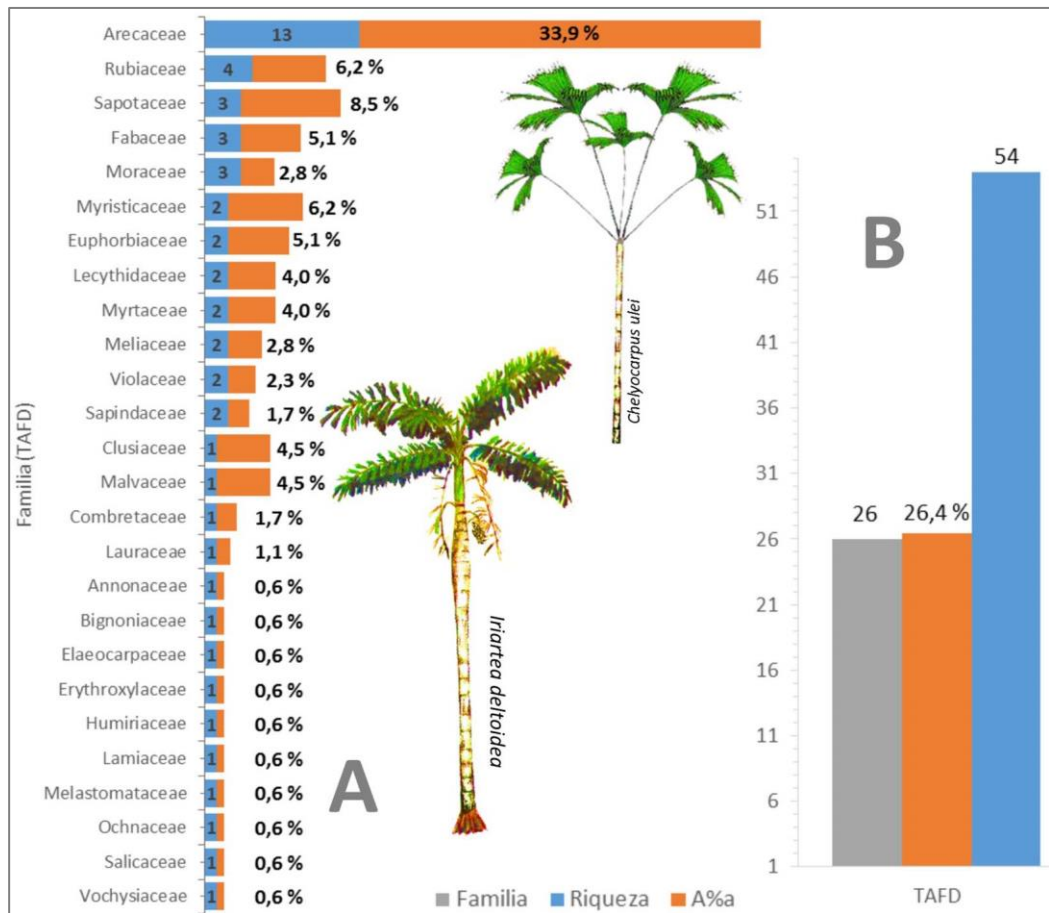 Familia (TAFD)
Arecaceae 13 33,9 %
Rubiaceae 4 6,2 %
Sapotaceae 3 8,5 %
Fabaceae 3 5,1 %
Moraceae 3 2,8 %
Myristicaceae 2 6,2 %
Euphorbiaceae 2 5,1 %
Lecythidaceae 2 4,0 %
Myrtaceae 2 4,0 %
Meliaceae 2 2,8 %
Violaceae 2 2,3 %
Sapindaceae 2 1,7 %
Clusiaceae 1 4,5 %
Malvaceae 1 4,5 %
Combretaceae 1 1,7 %
Lauraceae 1 1,1 %
Annonaceae 1 0,6 %
Bignoniaceae 1 0,6 %
Elaeocarpaceae 1 0,6 %
Erythroxylaceae 1 0,6 %
Humiriaceae 1 0,6 %
Lamiaceae 1 0,6 %
Melastomataceae 1 0,6 %
Ochnaceae 1 0,6 %
Salicaceae 1 0,6 %
Vochysiaceae 1 0,6 %
A
Iriartea deltoidea
Chelyocarpus ulei
B
51
46
41
36
31
26
21
16
11
6
1
26
26,4 %
54
TAFD
Familia Riqueza A%a